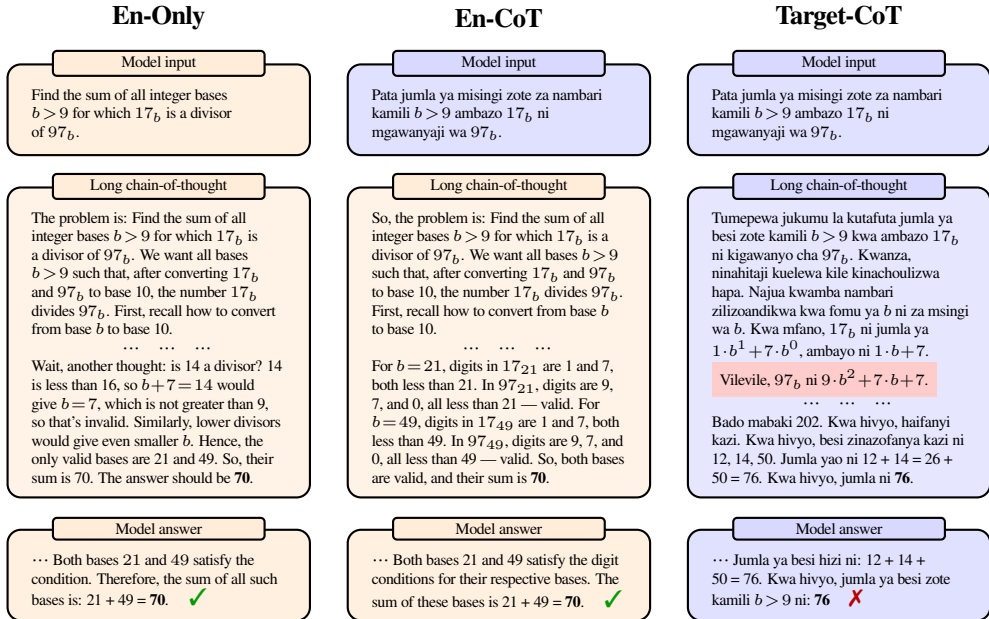 En-Only
Model input
Find the sum of all integer bases
b > 9 for which 17_b is a divisor
of 97_b.
Long chain-of-thought
The problem is: Find the sum of all
integer bases b > 9 for which 17_b is
a divisor of 97_b. We want all bases
b > 9 such that, after converting 17_b
and 97_b to base 10, the number 17_b
divides 97_b. First, recall how to convert
from base b to base 10.
... ... ...
Wait, another thought: is 14 a divisor? 14
is less than 16, so b + 7 = 14 would
give b = 7, which is not greater than 9,
so that's invalid. Similarly, lower divisors
would give even smaller b. Hence, the
only valid bases are 21 and 49. So, their
sum is 70. The answer should be 70.
Model answer
... Both bases 21 and 49 satisfy the
condition. Therefore, the sum of all such
bases is: 21 + 49 = 70. ✓
En-CoT
Model input
Pata jumla ya misingi zote za nambari
kamili b > 9 ambazo 17_b ni
mgawanyaji wa 97_b.
Long chain-of-thought
So, the problem is: Find the sum of all
integer bases b > 9 for which 17_b is a
divisor of 97_b. We want all bases b > 9
such that, after converting 17_b and 97_b
to base 10, the number 17_b divides 97_b.
First, recall how to convert from base b
to base 10.
... ... ...
For b = 21, digits in 17_21 are 1 and 7,
both less than 21. In 97_21, digits are 9,
7, and 0, all less than 21 — valid. For
b = 49, digits in 17_49 are 1 and 7, both
less than 49. In 97_49, digits are 9, 7, and
0, all less than 49 — valid. So, both bases
are valid, and their sum is 70.
Model answer
... Both bases 21 and 49 satisfy the digit
conditions for their respective bases. The
sum of these bases is 21 + 49 = 70. ✓
Target-CoT
Model input
Pata jumla ya misingi zote za nambari
kamili b > 9 ambazo 17_b ni
mgawanyaji wa 97_b.
Long chain-of-thought
Tumepewa jukumu la kutafuta jumla ya
besi zote kamili b > 9 kwa ambazo 17_b
ni kigawanyo cha 97_b. Kwanza,
ninahitaji kuelewa kile kinachoulizwa
hapa. Najua kwamba nambari
zilizoandikwa kwa fomu ya b ni za msingi
wa b. Kwa mfano, 17_b ni jumla ya
1·b^1 + 7·b^0, ambayo ni 1·b + 7.
Vilevile, 97_b ni 9·b^2 + 7·b + 7.
... ... ...
Bado mabaki 202. Kwa hivyo, haifanyi
kazi. Kwa hivyo, besi zinazofanya kazi ni
12, 14, 50. Jumla yao ni 12 + 14 = 26 +
50 = 76. Kwa hivyo, jumla ni 76.
Model answer
... Jumla ya besi hizi ni: 12 + 14 +
50 = 76. Kwa hivyo, jumla ya besi zote
kamili b > 9 ni: 76 ✗